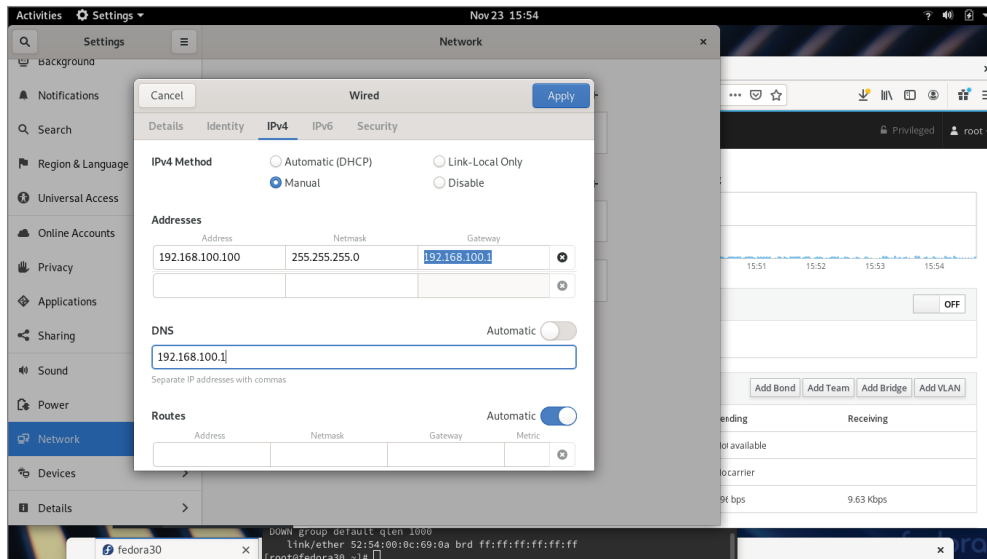 Activities Settings Nov 23 15:54
Settings Network
Background
Notifications
Search
Region & Language
Universal Access
Online Accounts
Privacy
Applications
Sharing
Sound
Power
Network
Devices
Details
Cancel Wired Apply
Details Identity IPv4 IPv6 Security
IPv4 Method Automatic (DHCP) Link-Local Only
Manual Disable
Addresses
Address Netmask Gateway
192.168.100.100 255.255.255.0 192.168.100.1
DNS Automatic
192.168.100.1
Separate IP addresses with commas
Routes Automatic
Address Netmask Gateway Metric
Privileged root
15:51 15:52 15:53 15:54
OFF
Add Bond Add Team Add Bridge Add VLAN
Receiving
available
carrier
bps 9.63 Kbps
DOWN group default qlen 1000
link/ether 52:54:00:0c:69:0a brd ff:ff:ff:ff:ff:ff
[root@fedora30 ~]#
fedora30